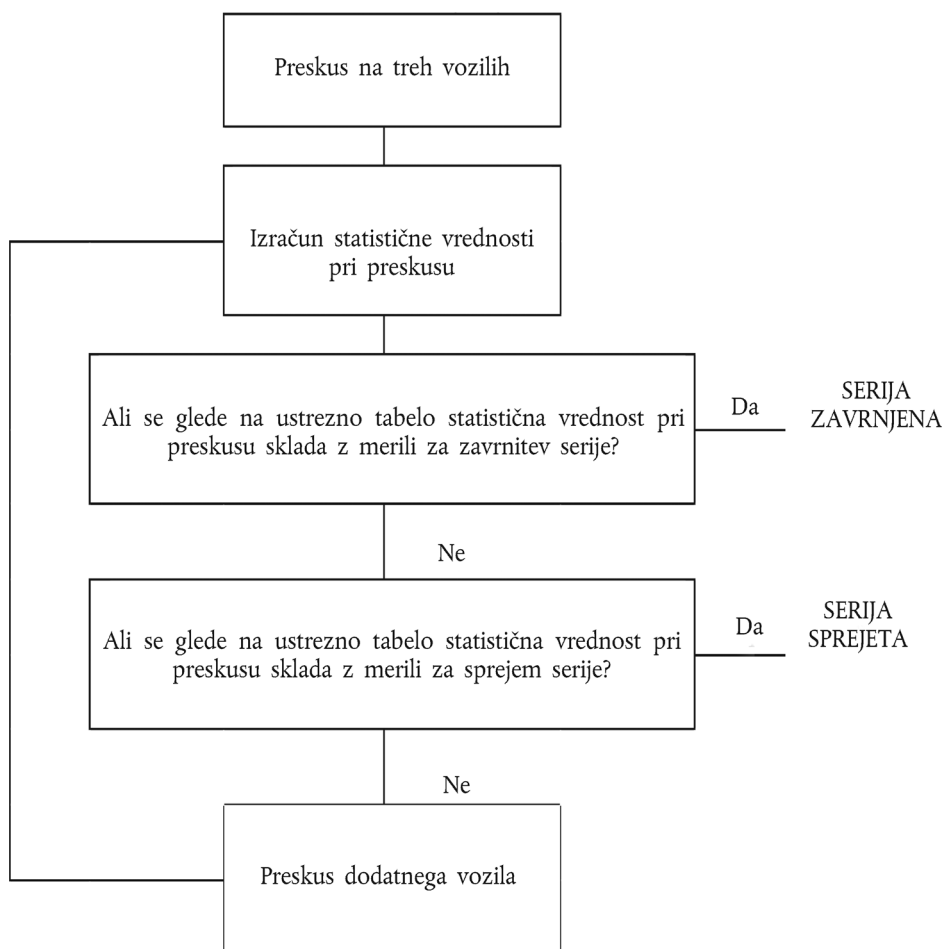 Preskus na treh vozilih
Izračun statistične vrednosti
pri preskusu
Ali se glede na ustrezno tabelo statistična vrednost pri
preskusu sklada z merili za zavrnitev serije?
Da
SERIJA
ZAVRNJENA
Ne
Ali se glede na ustrezno tabelo statistična vrednost pri
preskusu sklada z merili za sprejem serije?
Da
SERIJA
SPREJETA
Ne
Preskus dodatnega vozila